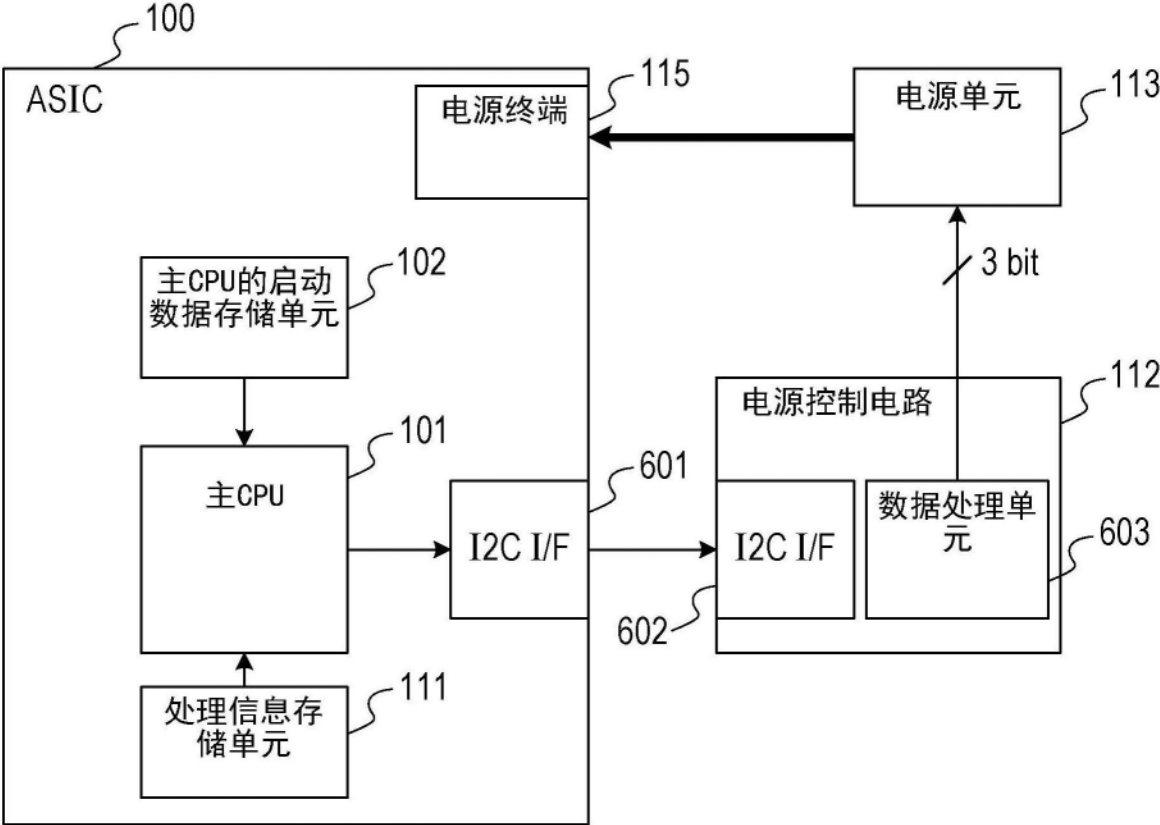 100
ASIC
电源终端
115
电源单元
113
主CPU的启动
数据存储单元
102
3 bit
主CPU
101
I2C I/F
601
电源控制电路
112
I2C I/F
602
数据处理单
元
603
处理信息存
储单元
111